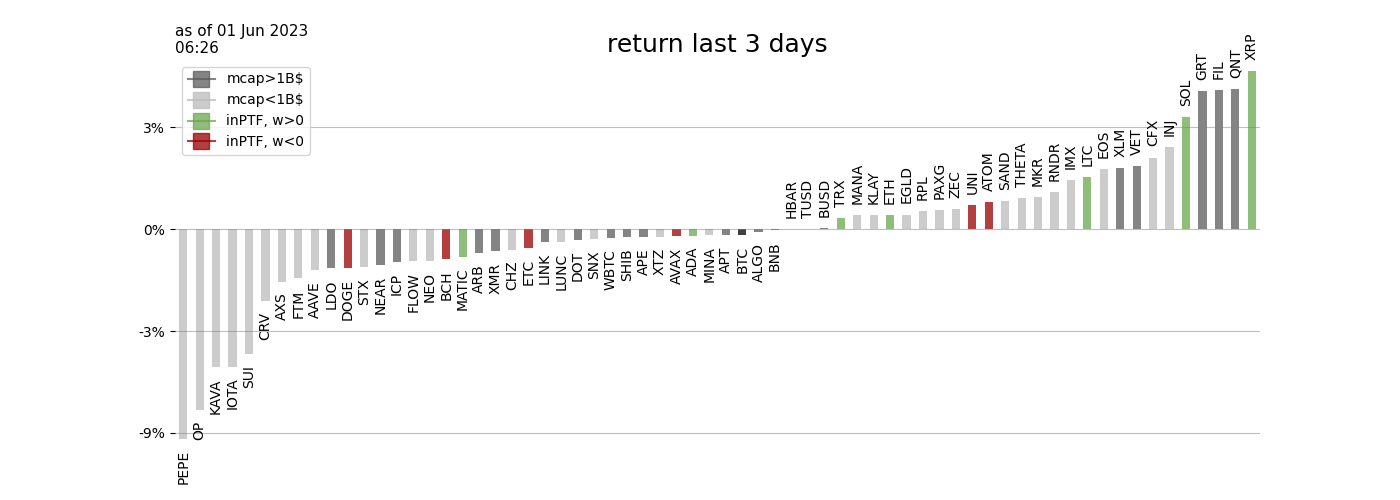 as of 01 Jun 2023
06:26
return last 3 days
mcap>1B$
mcap<1B$
inPTF, w>0
inPTF, w<0
3%
0%
-3%
-9%
PEPE
OP
KAVA
IOTA
SUI
CRV
AXS
FTM
AAVE
LDO
DOGE
STX
NEAR
ICP
FLOW
NEO
BCH
MATIC
ARB
XMR
CHZ
ETC
LINK
LUNC
DOT
SNX
WBTC
SHIB
APE
XTZ
AVAX
ADA
MINA
APT
BTC
ALGO
BNB
HBAR
TUSD
BUSD
TRX
MANA
KLAY
ETH
EGLD
RPL
PAXG
ZEC
UNI
ATOM
SAND
THETA
MKR
RNDR
IMX
LTC
EOS
XLM
VET
CFX
INJ
SOL
GRT
FIL
QNT
XRP